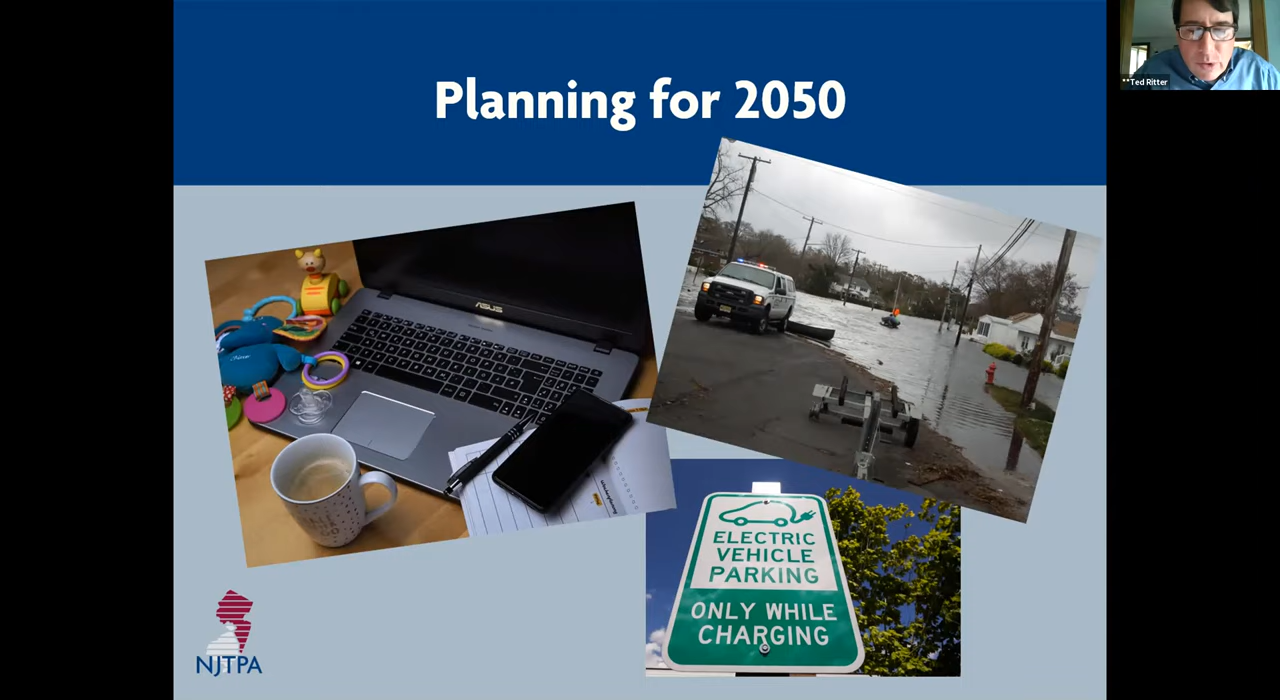 Planning for 2050
**Ted Ritter
ASUS
ELECTRIC
VEHICLE
PARKING
ONLY WHILE
CHARGING
NJTPA